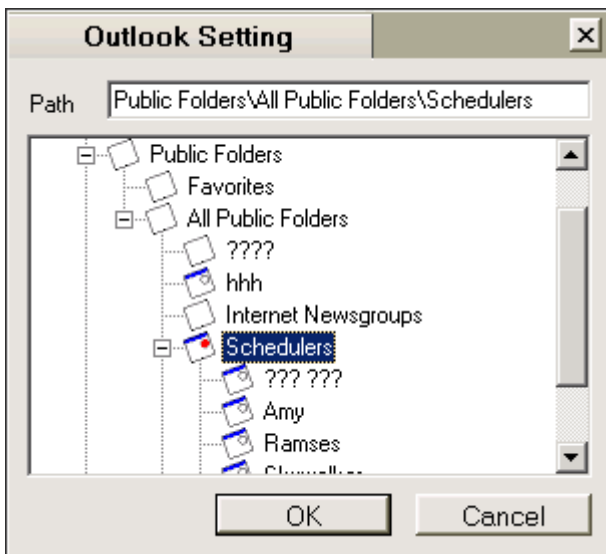 Outlook Setting
Path Public Folders\All Public Folders\Schedulers
Public Folders
Favorites
All Public Folders
????
hhh
Internet Newsgroups
Schedulers
??? ???
Amy
Ramses
OK Cancel